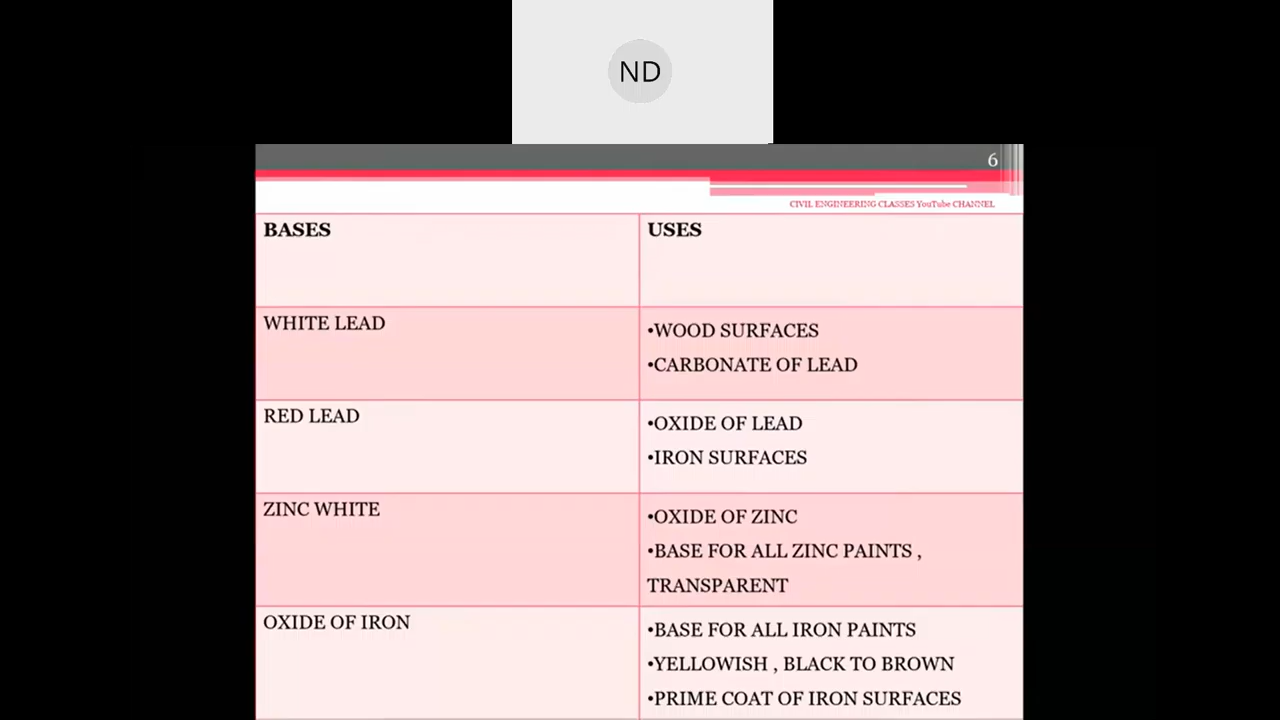 ND
6
CIVIL ENGINEERING CLASSES YouTube CHANNEL
BASES
USES
WHITE LEAD
•WOOD SURFACES
•CARBONATE OF LEAD
RED LEAD
•OXIDE OF LEAD
•IRON SURFACES
ZINC WHITE
•OXIDE OF ZINC
•BASE FOR ALL ZINC PAINTS ,
TRANSPARENT
OXIDE OF IRON
•BASE FOR ALL IRON PAINTS
•YELLOWISH , BLACK TO BROWN
•PRIME COAT OF IRON SURFACES